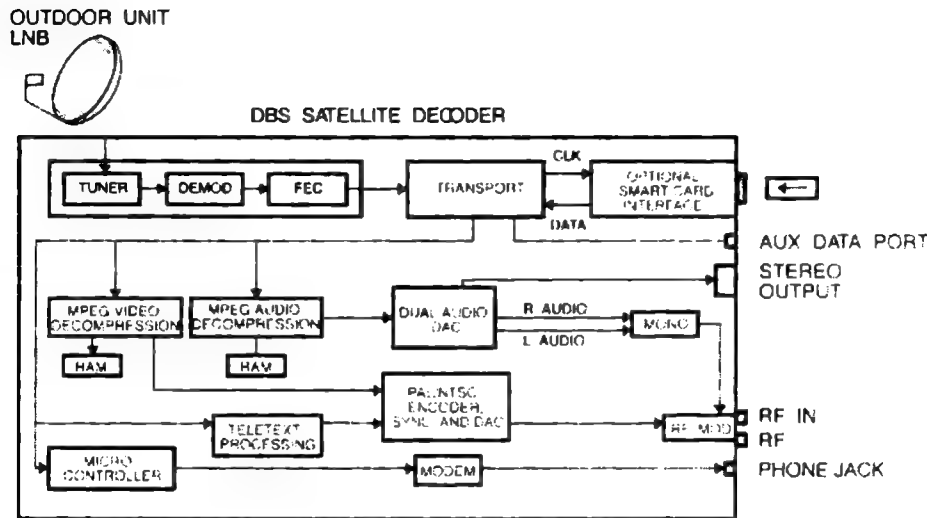 OUTDOOR UNIT
LNB
DBS SATELLITE DECODER
TUNER
DEMOD
FEC
TRANSPORT
CLK
DATA
OPTIONAL
SMART CARD
INTERFACE
AUX DATA PORT
STEREO
OUTPUT
MPEG VIDEO
DECOMPRESSION
MPEG AUDIO
DECOMPRESSION
DUAL AUDIO
DAC
R AUDIO
L AUDIO
MONO
RAM
RAM
PAL/NTSC
ENCODER,
SYNC AND DAC
TELETEXT
PROCESSING
RF MOD
RF IN
RF
MICRO
CONTROLLER
MODEM
PHONE JACK